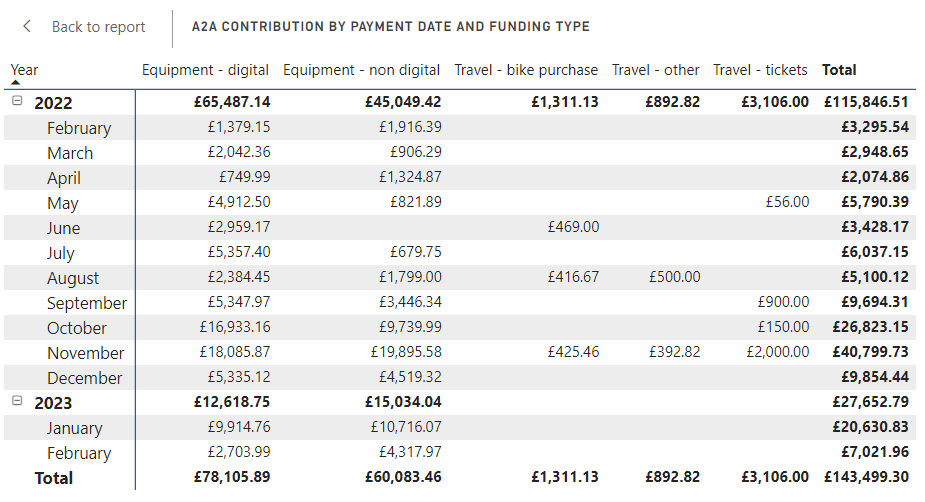 Back to report A2A CONTRIBUTION BY PAYMENT DATE AND FUNDING TYPE
Year Equipment - digital Equipment - non digital Travel - bike purchase Travel - other Travel - tickets Total
2022 £65,487.14 £45,049.42 £1,311.13 £892.82 £3,106.00 £115,846.51
February £1,379.15 £1,916.39 £3,295.54
March £2,042.36 £906.29 £2,948.65
April £749.99 £1,324.87 £2,074.86
May £4,912.50 £821.89 £56.00 £5,790.39
June £2,959.17 £469.00 £3,428.17
July £5,357.40 £679.75 £6,037.15
August £2,384.45 £1,799.00 £416.67 £500.00 £5,100.12
September £5,347.97 £3,446.34 £900.00 £9,694.31
October £16,933.16 £9,739.99 £150.00 £26,823.15
November £18,085.87 £19,895.58 £425.46 £392.82 £2,000.00 £40,799.73
December £5,335.12 £4,519.32 £9,854.44
2023 £12,618.75 £15,034.04 £27,652.79
January £9,914.76 £10,716.07 £20,630.83
February £2,703.99 £4,317.97 £7,021.96
Total £78,105.89 £60,083.46 £1,311.13 £892.82 £3,106.00 £143,499.30